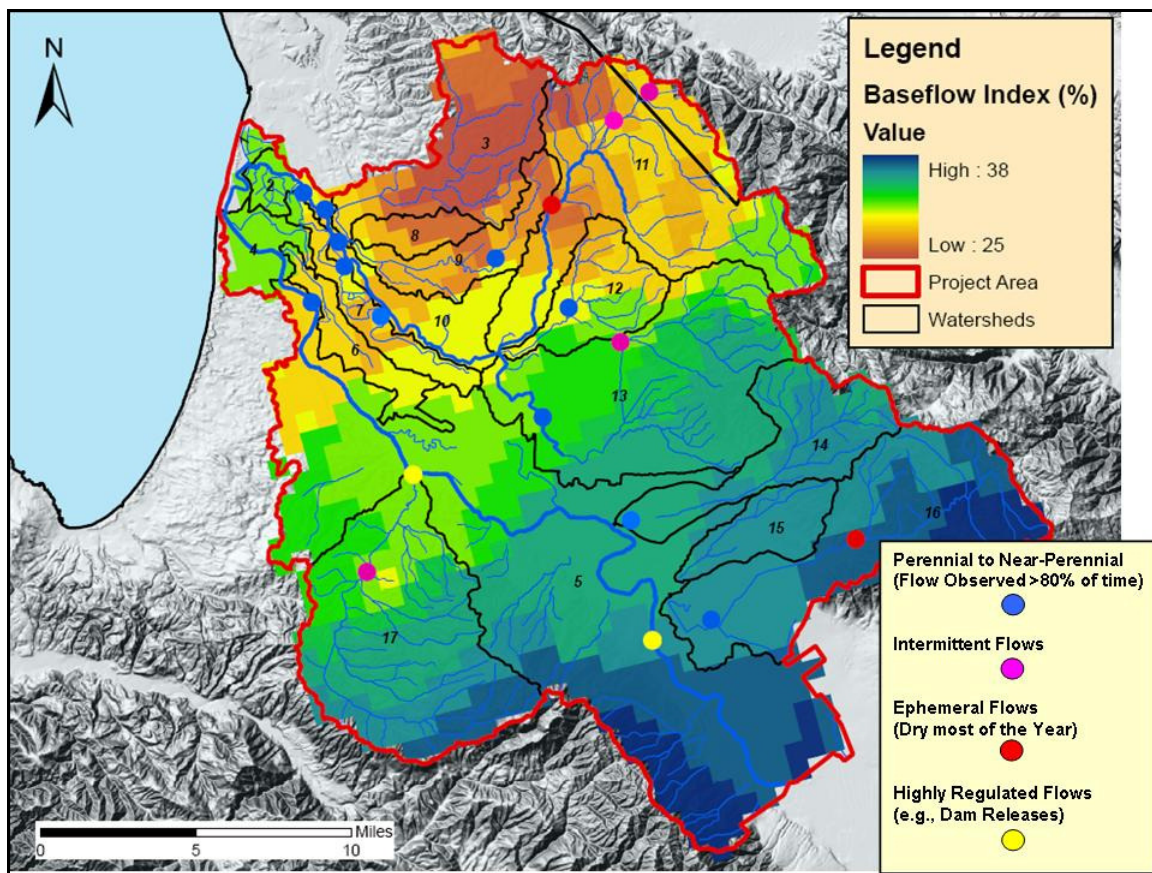 N
Legend
Baseflow Index (%)
Value
High : 38
Low : 25
Project Area
Watersheds
3
11
2
8
4
9
12
7
10
6
13
14
16
15
5
17
Perennial to Near-Perennial
(Flow Observed >80% of time)
Intermittent Flows
Ephemeral Flows
(Dry most of the Year)
Highly Regulated Flows
(e.g., Dam Releases)
Miles
0 5 10